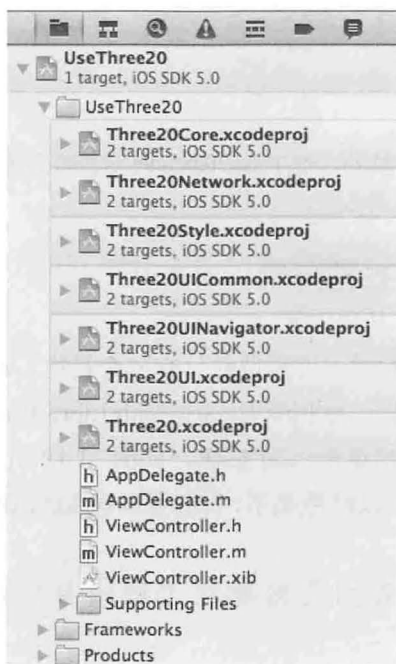 UseThree20
1 target, iOS SDK 5.0
UseThree20
Three20Core.xcodeproj
2 targets, iOS SDK 5.0
Three20Network.xcodeproj
2 targets, iOS SDK 5.0
Three20Style.xcodeproj
2 targets, iOS SDK 5.0
Three20UICommon.xcodeproj
2 targets, iOS SDK 5.0
Three20UINavigator.xcodeproj
2 targets, iOS SDK 5.0
Three20UI.xcodeproj
2 targets, iOS SDK 5.0
Three20.xcodeproj
2 targets, iOS SDK 5.0
h AppDelegate.h
m AppDelegate.m
h ViewController.h
m ViewController.m
ViewController.xib
Supporting Files
Frameworks
Products